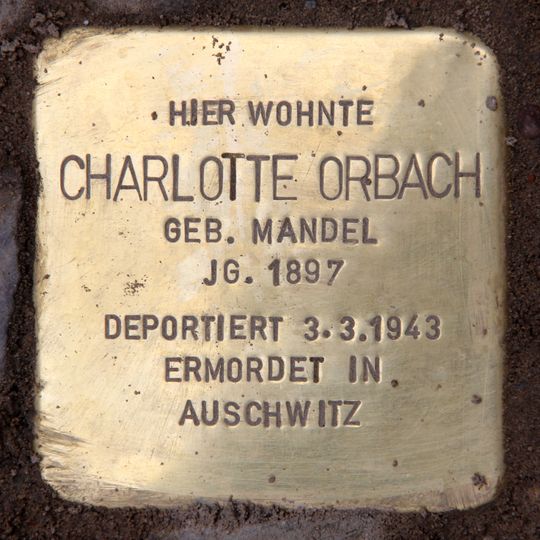 HIER WOHNTE
CHARLOTTE ORBACH
GEB. MANDEL
JG. 1897
DEPORTIERT 3.3.1943
ERMORDET IN
AUSCHWITZ